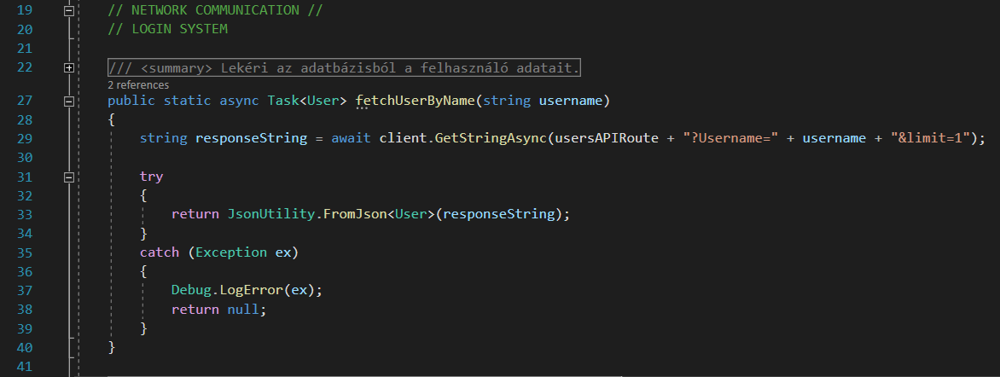 19 // NETWORK COMMUNICATION //
20 // LOGIN SYSTEM
21
22 /// <summary> Lekéri az adatbázisból a felhasználó adatait.
2 references
27 public static async Task<User> fetchUserByName(string username)
28 {
29 string responseString = await client.GetStringAsync(usersAPIRoute + "?Username=" + username + "&limit=1");
30
31 try
32 {
33 return JsonUtility.FromJson<User>(responseString);
34 }
35 catch (Exception ex)
36 {
37 Debug.LogError(ex);
38 return null;
39 }
40 }
41